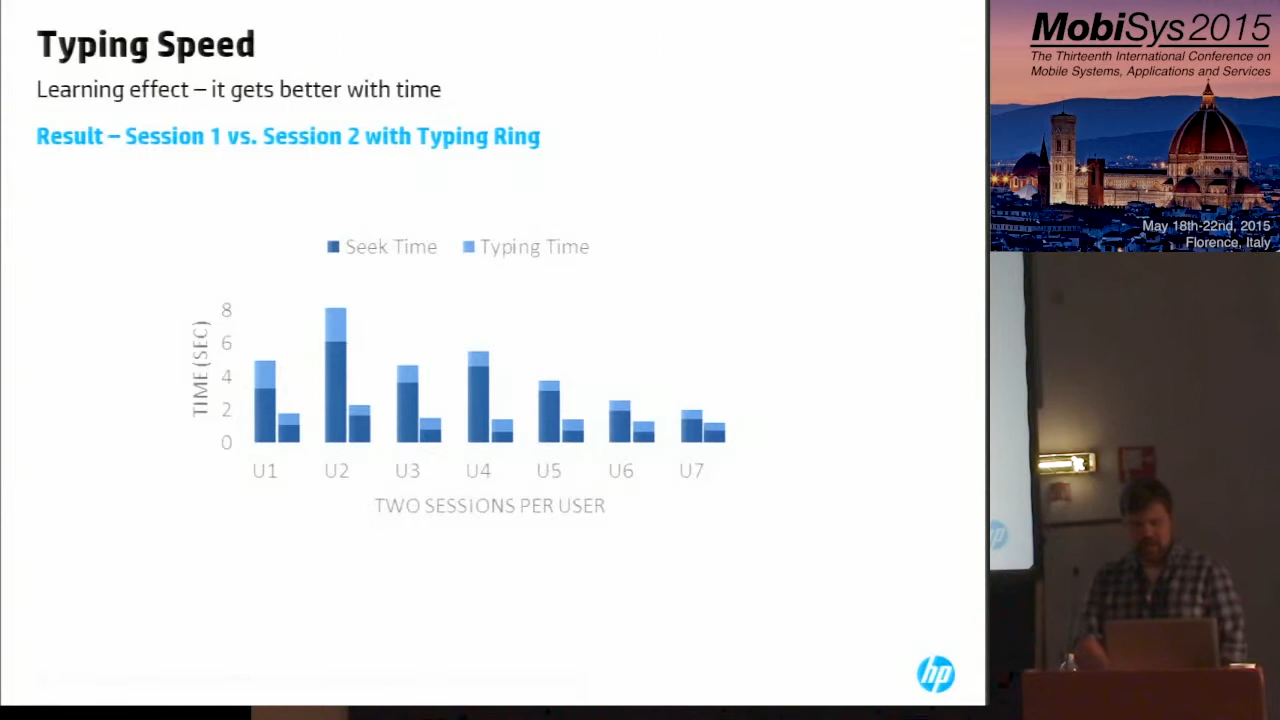 Typing Speed
Learning effect – it gets better with time
Result – Session 1 vs. Session 2 with Typing Ring
Seek Time
Typing Time
TIME (SEC)
8
6
4
2
0
U1 U2 U3 U4 U5 U6 U7
TWO SESSIONS PER USER
hp
MobiSys 2015
The Thirteenth International Conference on
Mobile Systems, Applications and Services
May 18th-22nd, 2015
Florence, Italy
hp